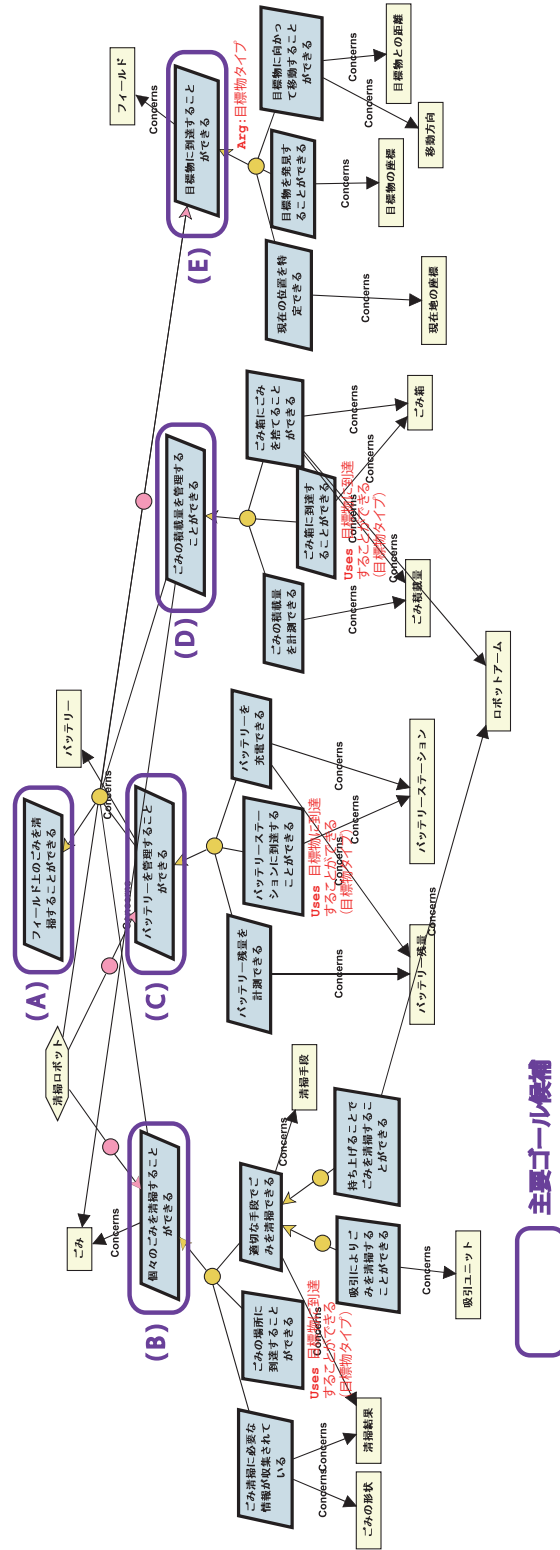 (A)
フィールド上のごみを清
掃することができる
清掃ロボット
バッテリー
Concerns
ごみ
Concerns
(B)
個々のごみを清掃すること
ができる
(C)
バッテリーを管理すること
ができる
Concerns
(D)
ごみの積載量を管理する
ことができる
(E)
目標物に到達すること
ができる
フィールド
Concerns
Arg:目標物タイプ
ごみ清掃に必要な
情報が収集されて
いる
Concerns
Concerns
ごみの形状
清掃結果
ごみの場所に
到達すること
ができる
Uses 目標物に到達
することができる
(目標物タイプ)
Concerns
適切な手段でご
みを清掃できる
Concerns
清掃手段
吸引によりご
みを清掃する
ことができる
Concerns
吸引ユニット
持ち上げることで
ごみを清掃するこ
とができる
Concerns
ロボットアーム
バッテリー残量を
計測できる
Concerns
バッテリー残量
バッテリーステー
ションに到達する
ことができる
Uses 目標物に到達
することができる
(目標物タイプ)
Concerns
Concerns
バッテリーを
充電できる
Concerns
バッテリーステーション
ごみの積載量
を計測できる
Concerns
ごみ積載量
ごみ箱に到達す
ることができる
Uses 目標物に到達
することができる
(目標物タイプ)
Concerns
Concerns
ごみ箱にごみ
を捨てること
ができる
Concerns
Concerns
ごみ箱
現在の位置を特
定できる
Concerns
現在地の座標
目標物を発見す
ることができる
Concerns
目標物の座標
目標物に向かっ
て移動すること
ができる
Concerns
Concerns
目標物との距離
移動方向
主要ゴール候補